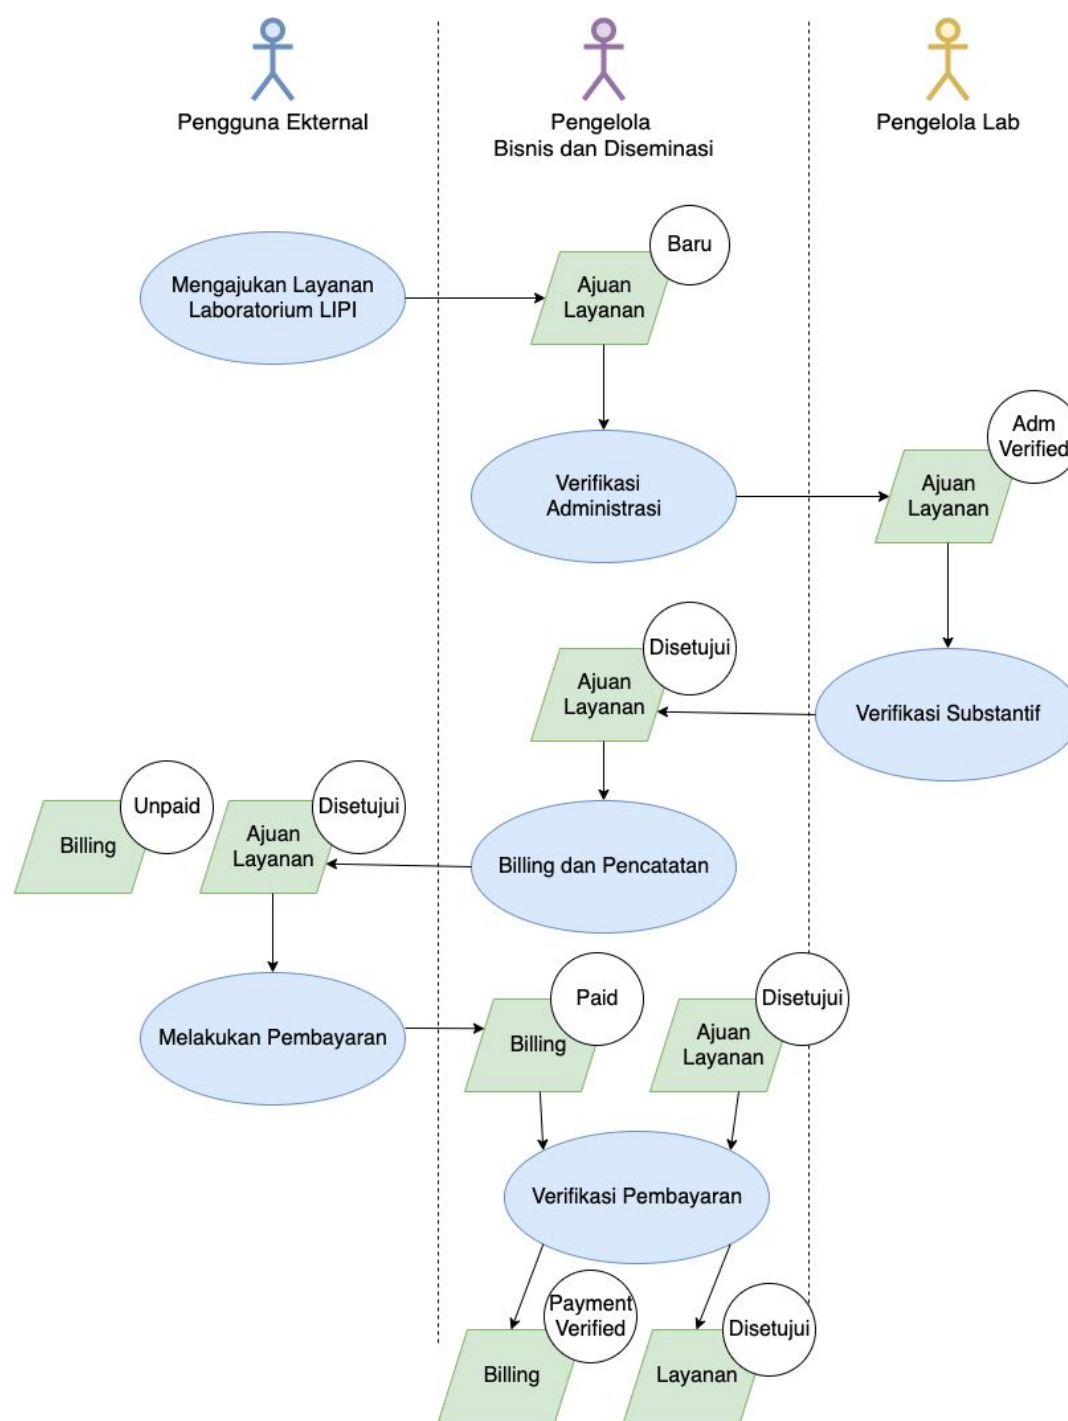 Pengguna Ekternal
Pengelola
Bisnis dan Diseminasi
Pengelola Lab
Baru
Mengajukan Layanan
Laboratorium LIPI
Ajuan
Layanan
Adm
Verified
Verifikasi
Administrasi
Ajuan
Layanan
Disetujui
Ajuan
Layanan
Verifikasi Substantif
Unpaid
Disetujui
Billing
Ajuan
Layanan
Billing dan Pencatatan
Paid
Disetujui
Melakukan Pembayaran
Billing
Ajuan
Layanan
Verifikasi Pembayaran
Payment
Verified
Disetujui
Billing
Layanan